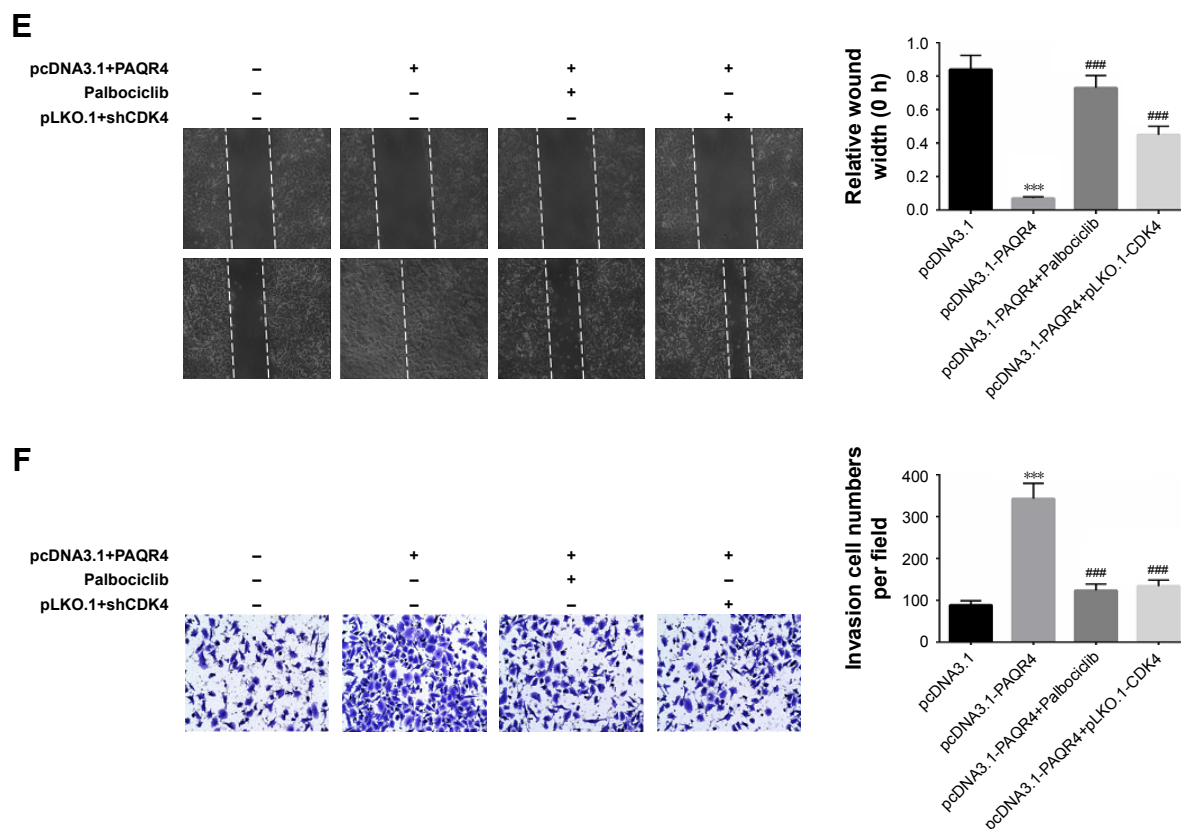 E
pcDNA3.1+PAQR4 – + + +
Palbociclib – – + –
pLKO.1+shCDK4 – – – +
Relative wound
width (0 h)
1.0
0.8
0.6
0.4
0.2
0.0
***
###
###
pcDNA3.1
pcDNA3.1-PAQR4
pcDNA3.1-PAQR4+Palbociclib
pcDNA3.1-PAQR4+pLKO.1-CDK4
F
pcDNA3.1+PAQR4 – + + +
Palbociclib – – + –
pLKO.1+shCDK4 – – – +
Invasion cell numbers
per field
400
300
200
100
0
***
###
###
pcDNA3.1
pcDNA3.1-PAQR4
pcDNA3.1-PAQR4+Palbociclib
pcDNA3.1-PAQR4+pLKO.1-CDK4